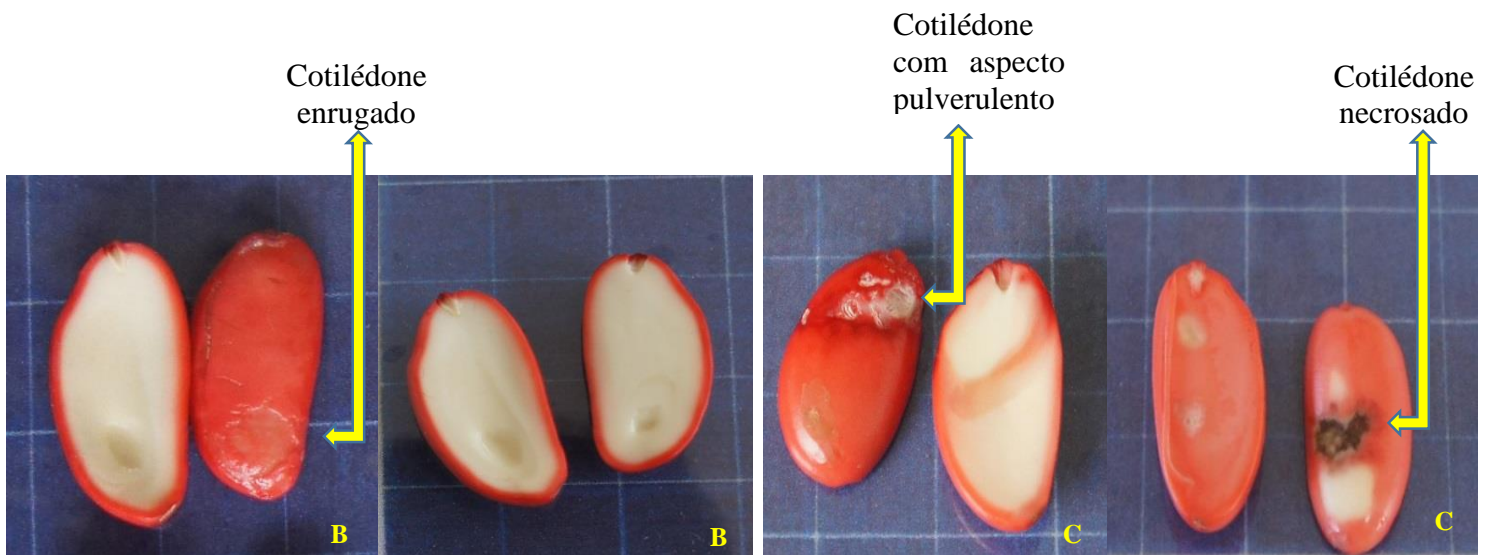 Cotilédone
enrugado
Cotilédone
com aspecto
pulverulento
Cotilédone
necrosado
B
B
C
C